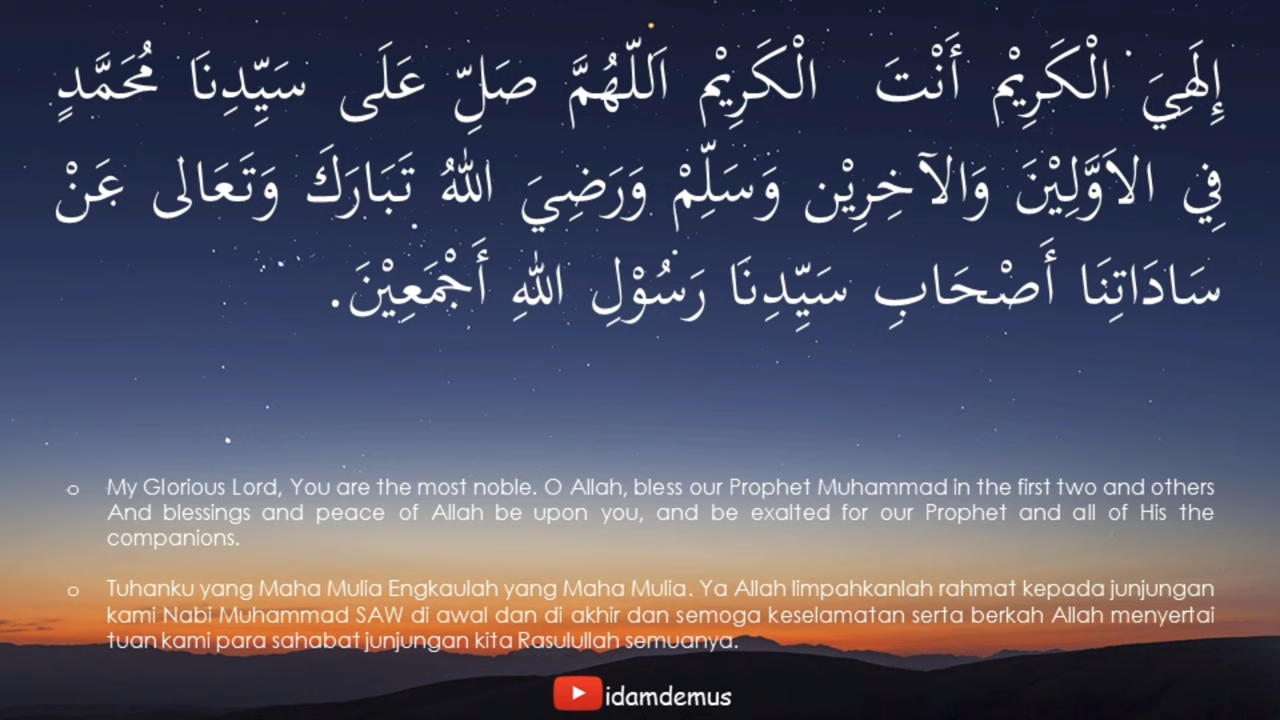 إِلَهِيَ الْكَرِيْم أَنْتَ الْكَرِيْم اَللّهُمَّ صَلِّ عَلَى سَيِّدِنَا مُحَمَّدٍ
فِي الاَوَّلِيْنَ وَالآخِرِيْن وَسَلِّمْ وَرَضِيَ اللهُ تَبَارَكَ وَتَعَالى عَنْ
سَادَاتِنَا أَصْحَابِ سَيِّدِنَا رَسُوْلِ اللهِ أَجْمَعِيْنَ.
o My Glorious Lord, You are the most noble. O Allah, bless our Prophet Muhammad in the first two and others
And blessings and peace of Allah be upon you, and be exalted for our Prophet and all of His the
companions.
o Tuhanku yang Maha Mulia Engkaulah yang Maha Mulia. Ya Allah limpahkanlah rahmat kepada junjungan
kami Nabi Muhammad SAW di awal dan di akhir dan semoga keselamatan serta berkah Allah menyertai
tuan kami para sahabat junjungan kita Rasulullah semuanya.
idamdemus